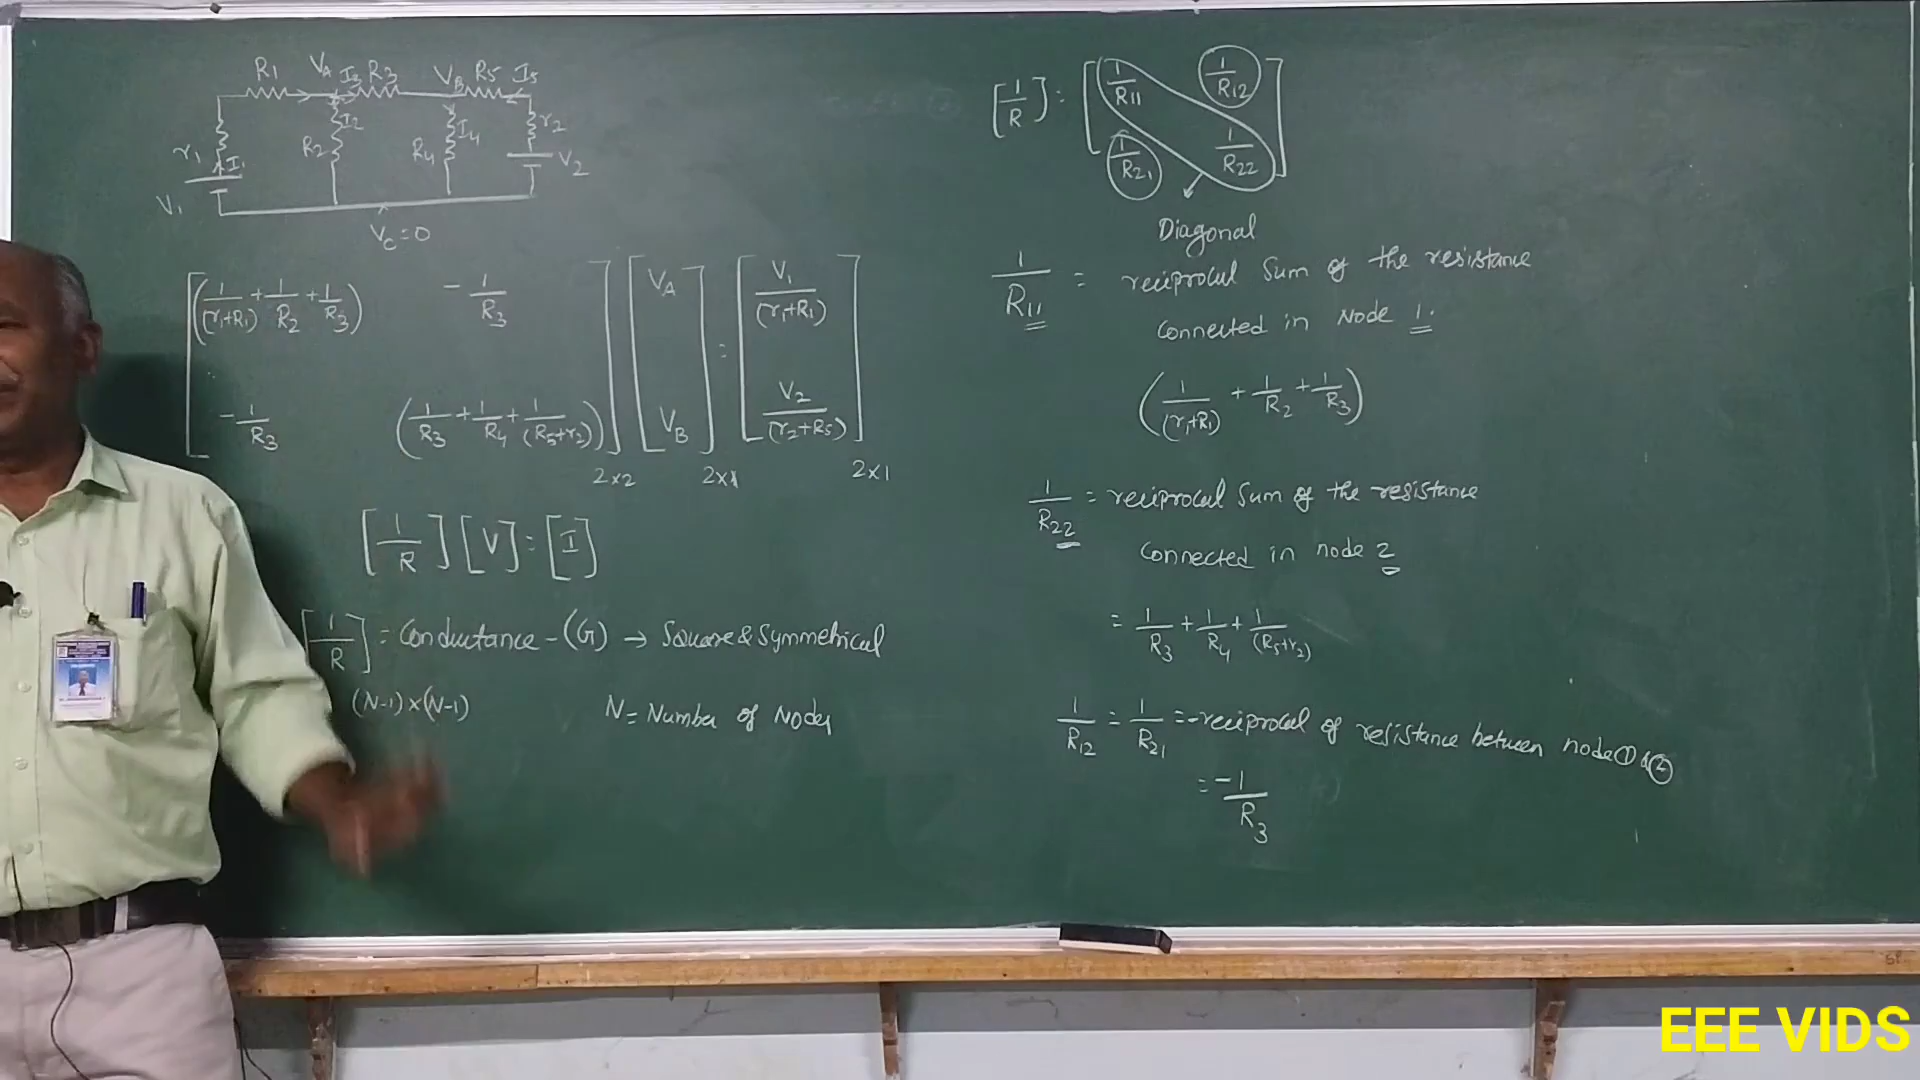 R1 VA I3 R3 VB R5 I5
r1 I1 R2 I2 R4 I4 r2
V1 V2
VC = 0
[ (1/(r1+R1) + 1/R2 + 1/R3) -1/R3 ] [ VA ] = [ V1/(r1+R1) ]
[ -1/R3 (1/R3 + 1/R4 + 1/(R5+r2)) ] [ VB ] [ V2/(r2+R5) ]
2×2 2×1 2×1
[1/R] [V] = [I]
[1/R] = Conductance - (G) → Square & Symmetrical
(N-1)×(N-1) N = Number of Nodes
[1/R] = [ 1/R11 1/R12 ]
[ 1/R21 1/R22 ]
Diagonal
1/R11 = reciprocal sum of the resistance
Connected in Node 1.
(1/(r1+R1) + 1/R2 + 1/R3)
1/R22 = reciprocal sum of the resistance
Connected in node 2
= 1/R3 + 1/R4 + 1/(R5+r2)
1/R12 = 1/R21 = -reciprocal of resistance between node ① & ②
= -1/R3
EEE VIDS